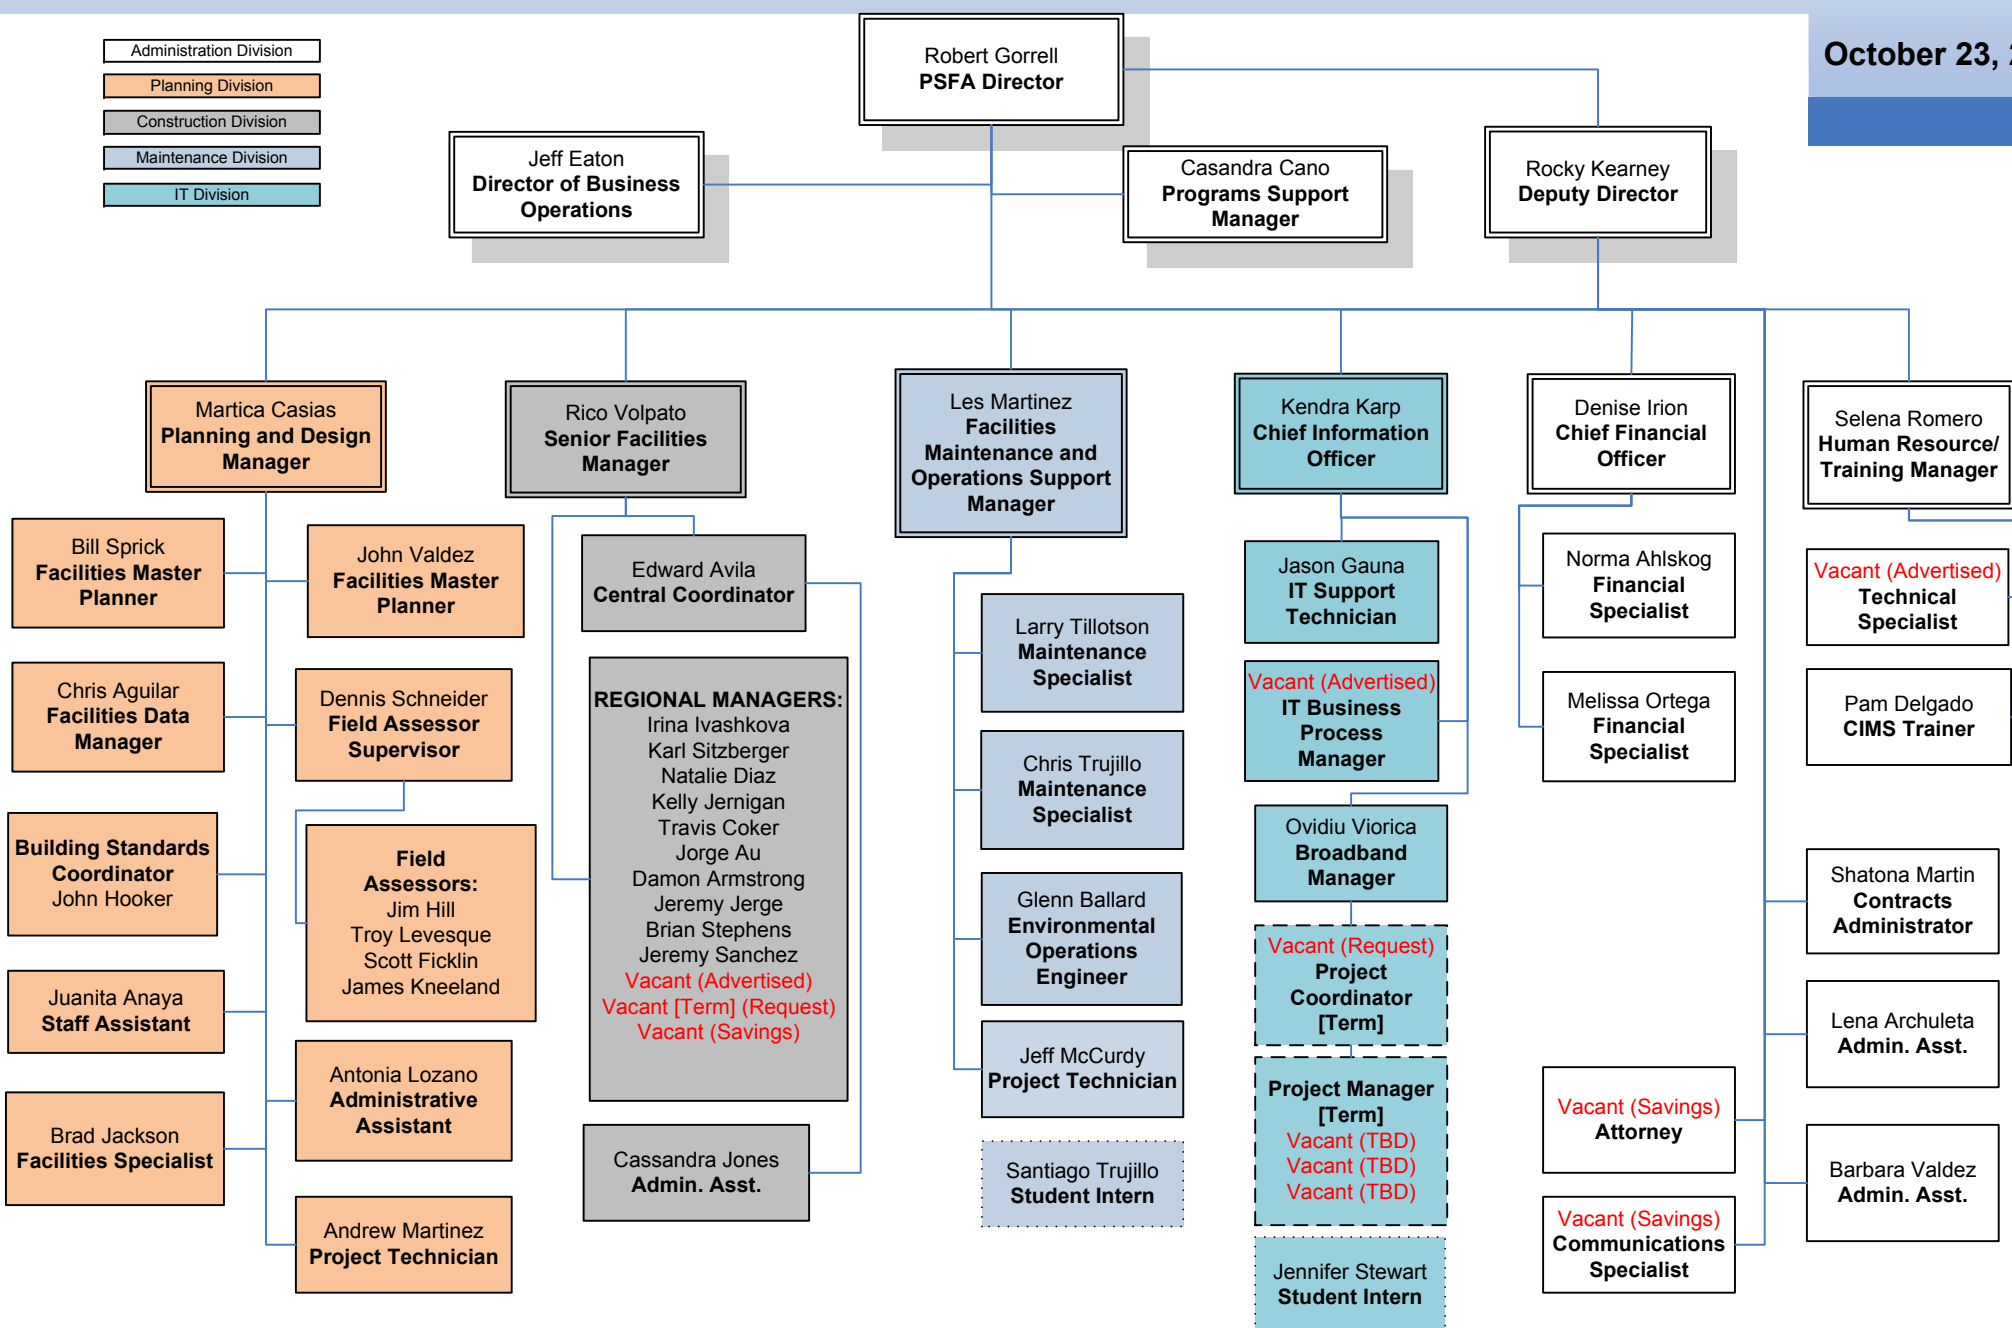 October 23,
Administration Division
Planning Division
Construction Division
Maintenance Division
IT Division
Robert Gorrell
PSFA Director
Jeff Eaton
Director of Business
Operations
Casandra Cano
Programs Support
Manager
Rocky Kearney
Deputy Director
Martica Casias
Planning and Design
Manager
Rico Volpato
Senior Facilities
Manager
Les Martinez
Facilities
Maintenance and
Operations Support
Manager
Kendra Karp
Chief Information
Officer
Denise Irion
Chief Financial
Officer
Selena Romero
Human Resource/
Training Manager
Bill Sprick
Facilities Master
Planner
John Valdez
Facilities Master
Planner
Chris Aguilar
Facilities Data
Manager
Dennis Schneider
Field Assessor
Supervisor
Building Standards
Coordinator
John Hooker
Field
Assessors:
Jim Hill
Troy Levesque
Scott Ficklin
James Kneeland
Juanita Anaya
Staff Assistant
Antonia Lozano
Administrative
Assistant
Brad Jackson
Facilities Specialist
Andrew Martinez
Project Technician
Edward Avila
Central Coordinator
REGIONAL MANAGERS:
Irina Ivashkova
Karl Sitzberger
Natalie Diaz
Kelly Jernigan
Travis Coker
Jorge Au
Damon Armstrong
Jeremy Jerge
Brian Stephens
Jeremy Sanchez
Vacant (Advertised)
Vacant [Term] (Request)
Vacant (Savings)
Cassandra Jones
Admin. Asst.
Larry Tillotson
Maintenance
Specialist
Chris Trujillo
Maintenance
Specialist
Glenn Ballard
Environmental
Operations
Engineer
Jeff McCurdy
Project Technician
Santiago Trujillo
Student Intern
Jason Gauna
IT Support
Technician
Vacant (Advertised)
IT Business
Process
Manager
Ovidiu Viorica
Broadband
Manager
Vacant (Request)
Project
Coordinator
[Term]
Project Manager
[Term]
Vacant (TBD)
Vacant (TBD)
Vacant (TBD)
Jennifer Stewart
Student Intern
Norma Ahlskog
Financial
Specialist
Melissa Ortega
Financial
Specialist
Vacant (Advertised)
Technical
Specialist
Pam Delgado
CIMS Trainer
Shatona Martin
Contracts
Administrator
Lena Archuleta
Admin. Asst.
Vacant (Savings)
Attorney
Barbara Valdez
Admin. Asst.
Vacant (Savings)
Communications
Specialist